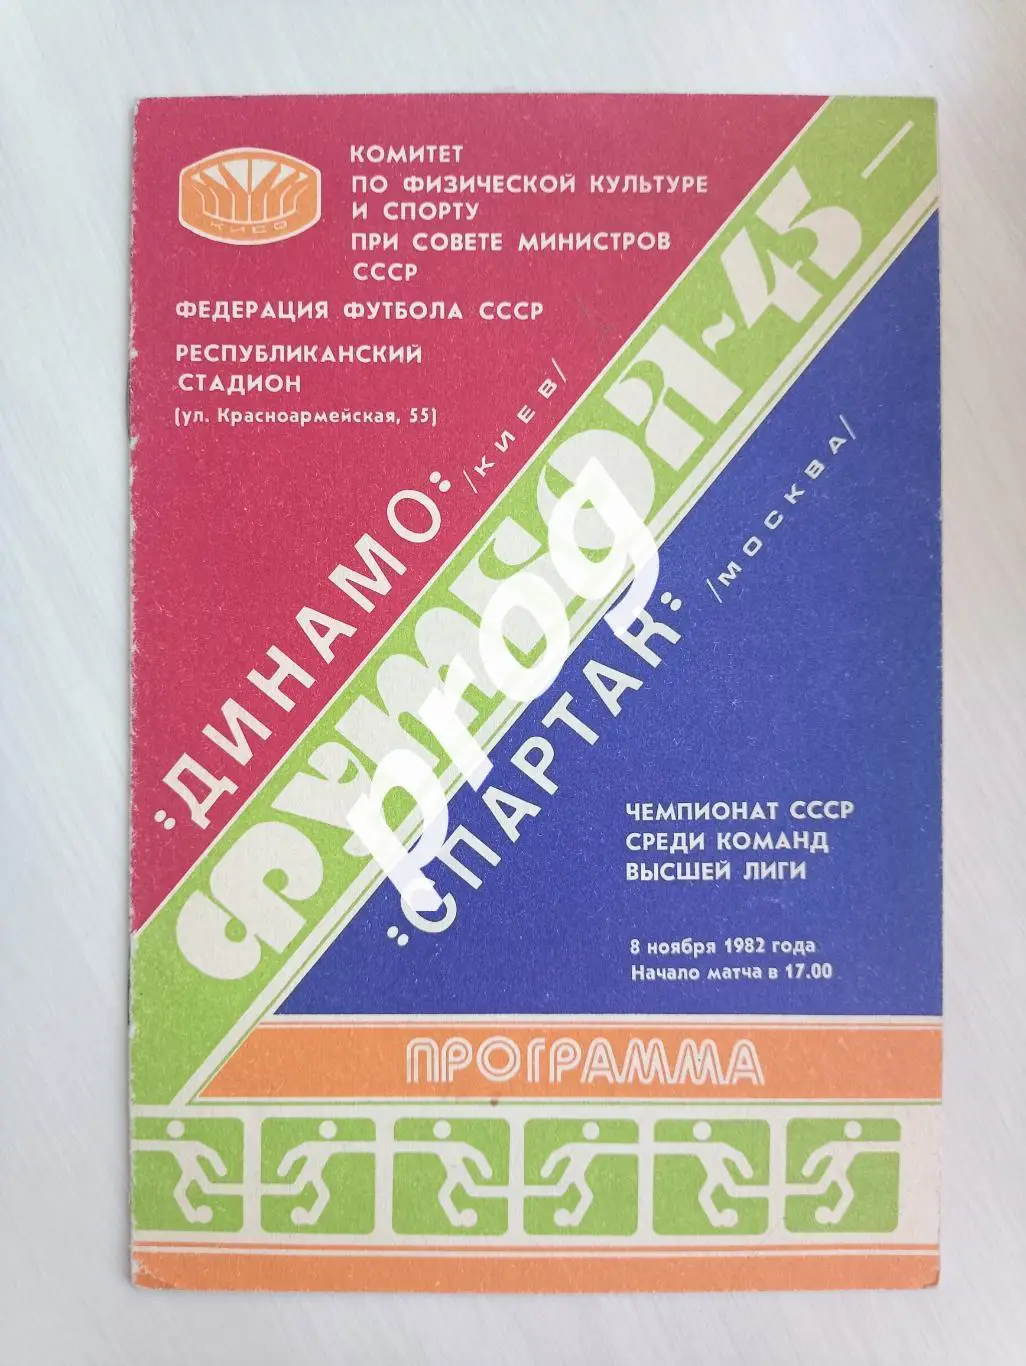 КОМИТЕТ
ПО ФИЗИЧЕСКОЙ КУЛЬТУРЕ
И СПОРТУ
ПРИ СОВЕТЕ МИНИСТРОВ
СССР
КИСО
ФЕДЕРАЦИЯ ФУТБОЛА СССР
РЕСПУБЛИКАНСКИЙ
СТАДИОН
(ул. Красноармейская, 55)
"ДИНАМО" /КИЕВ/
ФУТБОЛ~45
prog
"СПАРТАК" /МОСКВА/
ЧЕМПИОНАТ СССР
СРЕДИ КОМАНД
ВЫСШЕЙ ЛИГИ
8 ноября 1982 года
Начало матча в 17.00
ПРОГРАММА